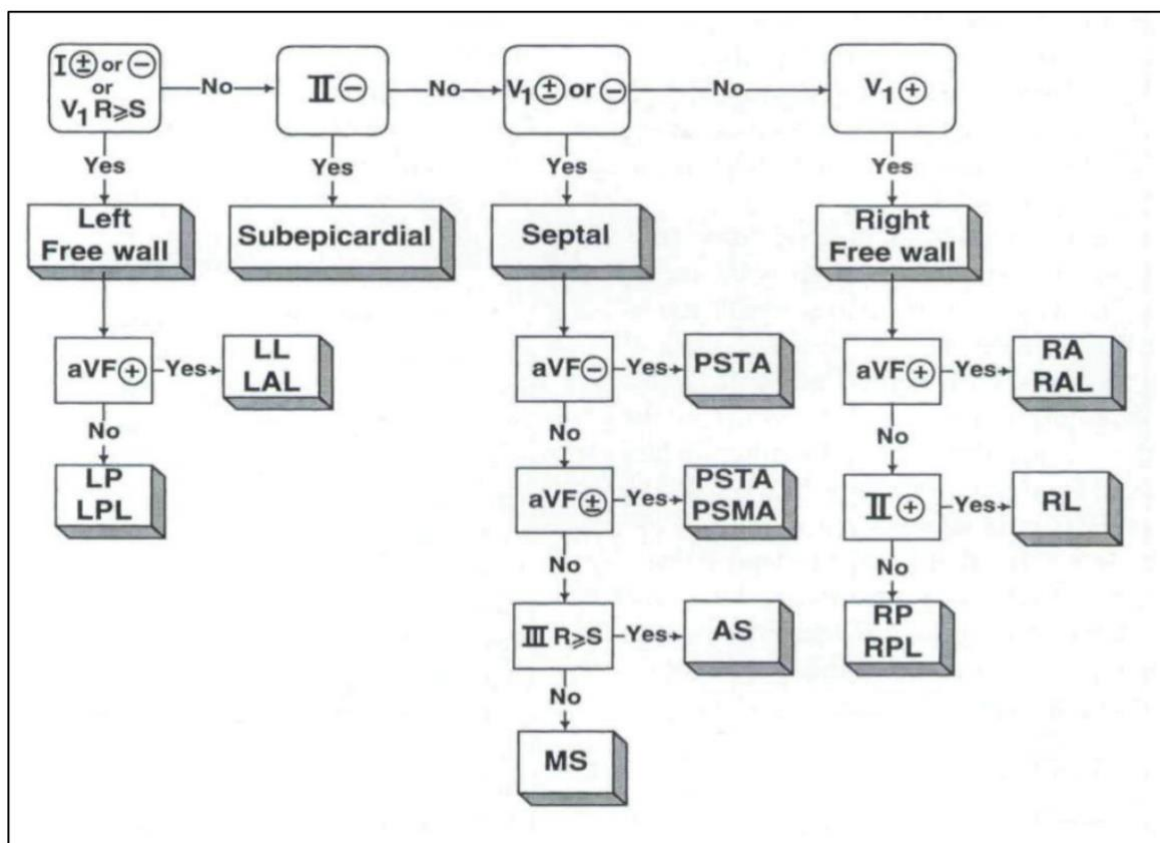 I ⊕̲ or ⊖
or
V₁ R⩾S
No
II ⊖
No
V₁ ± or ⊖
No
V₁ ⊕
Yes
Yes
Yes
Yes
Left
Free wall
Subepicardial
Septal
Right
Free wall
aVF ⊕
Yes
LL
LAL
No
LP
LPL
aVF ⊖
Yes
PSTA
No
aVF ±
Yes
PSTA
PSMA
No
III R⩾S
Yes
AS
No
MS
aVF ⊕
Yes
RA
RAL
No
II ⊕
Yes
RL
No
RP
RPL